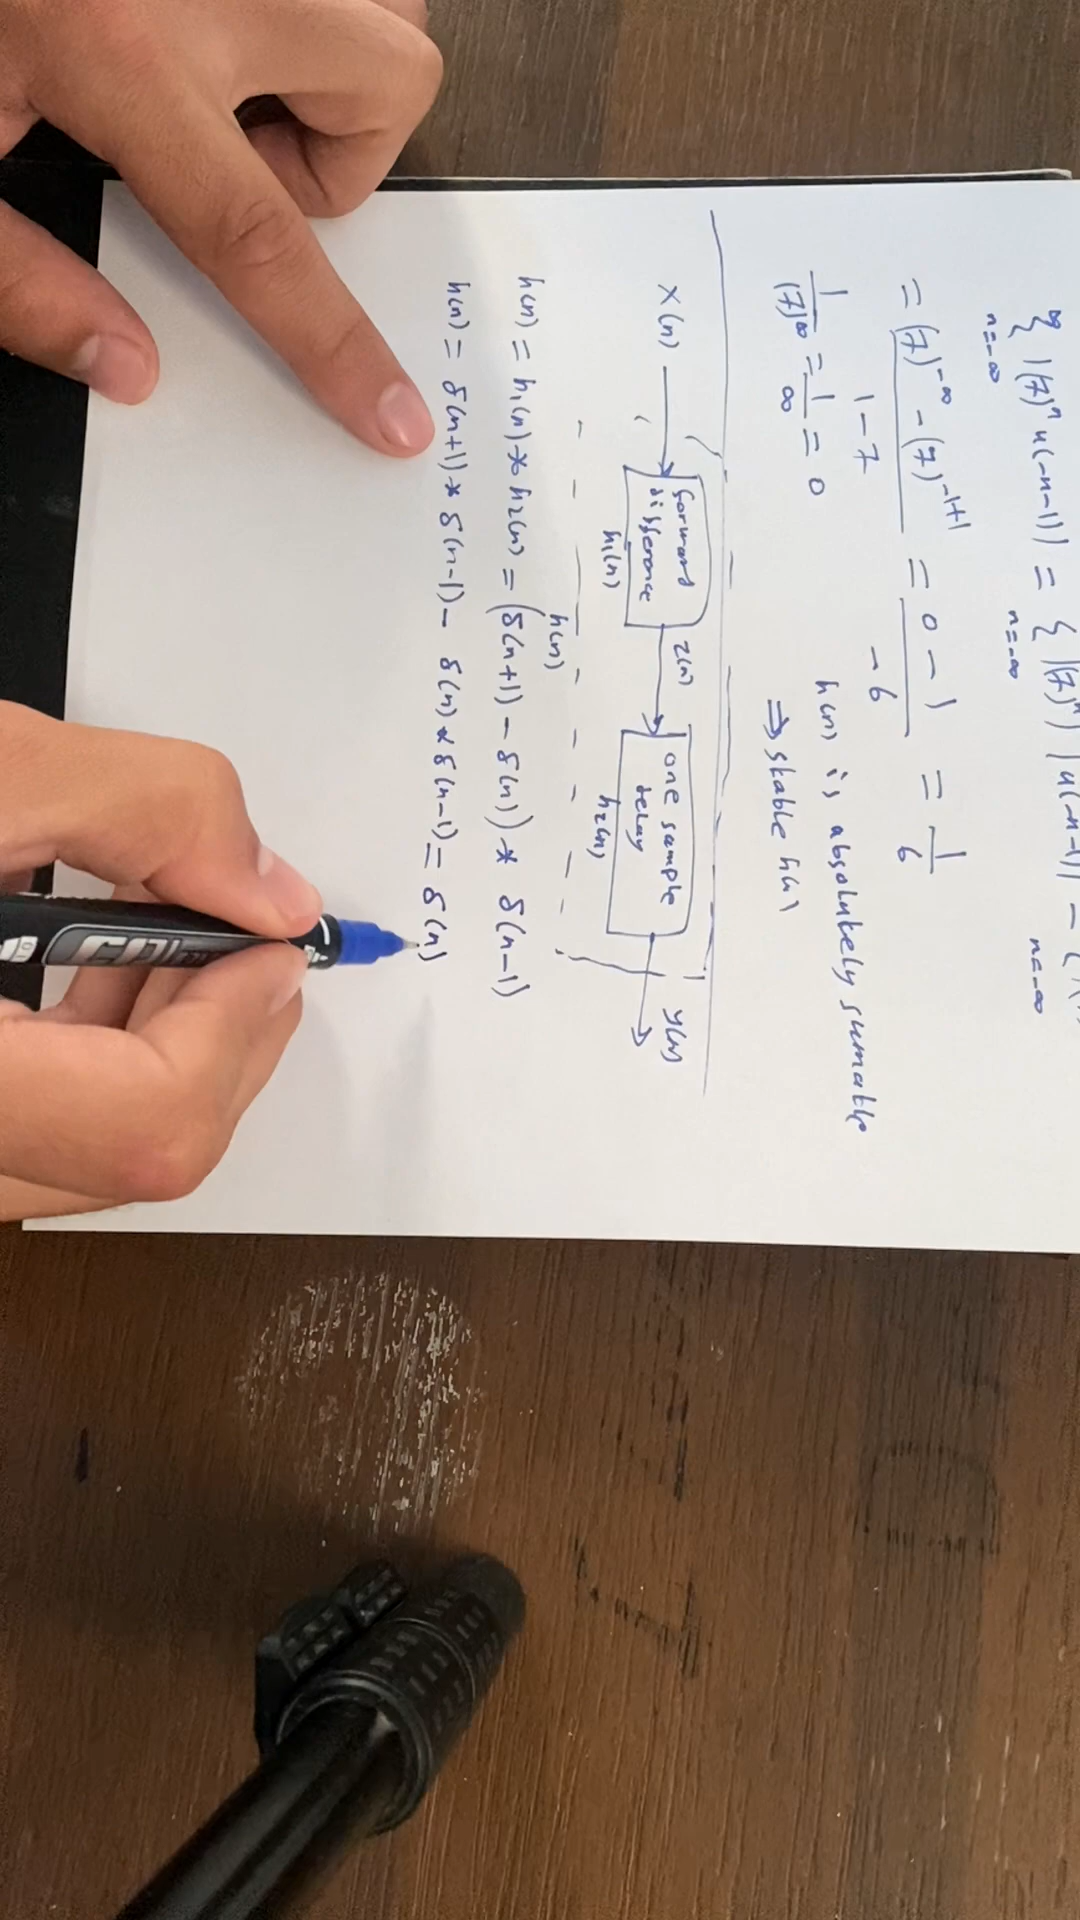 ∞ Σ n=-∞ |(7)ⁿ u(-n-1)| = Σ n=-∞ |(7)ⁿ| |u(-n-1)| = n=-∞
= (7)^-∞ - (7)^-1+1 / 1-7 = 0-1 / -6 = 1/6
1/(7)^∞ = 1/∞ = 0
h(n) is absolutely sumable
⇒ stable
x(n) → forward difference h₁(n) z(n) → one sample delay h₂(n) y(n) →
h(n)
h(n) = h₁(n) * h₂(n) = (δ(n+1) - δ(n)) * δ(n-1)
h(n) = δ(n+1) * δ(n-1) - δ(n) * δ(n-1) = δ(n)